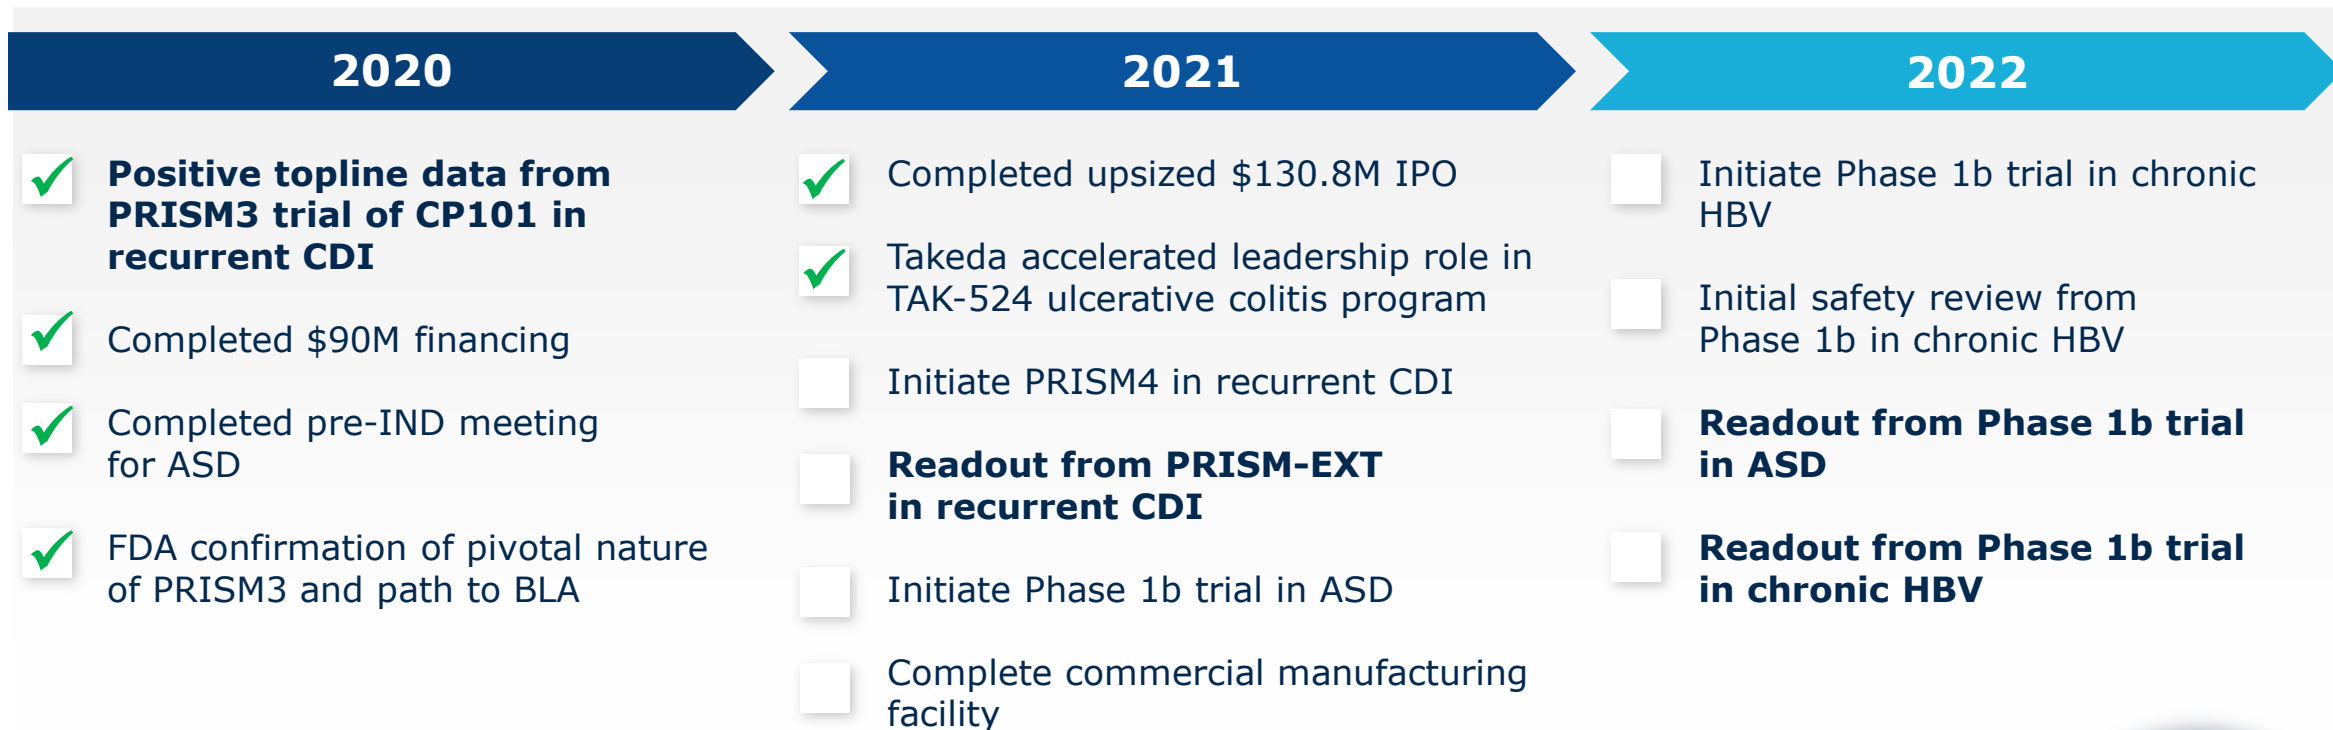 2020
Positive topline data from
PRISM3 trial of CP101 in
recurrent CDI
Completed $90M financing
Completed pre-IND meeting
for ASD
FDA confirmation of pivotal nature
of PRISM3 and path to BLA
2021
Completed upsized $130.8M IPO
Takeda accelerated leadership role in
TAK-524 ulcerative colitis program
Initiate PRISM4 in recurrent CDI
Readout from PRISM-EXT
in recurrent CDI
Initiate Phase 1b trial in ASD
Complete commercial manufacturing
facility
2022
Initiate Phase 1b trial in chronic
HBV
Initial safety review from
Phase 1b in chronic HBV
Readout from Phase 1b trial
in ASD
Readout from Phase 1b trial
in chronic HBV